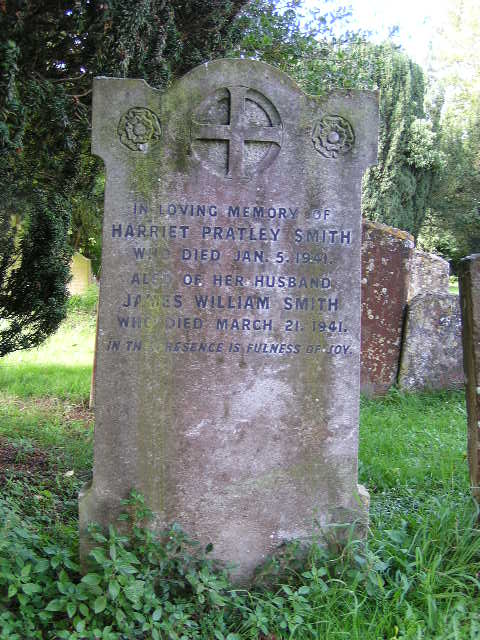 IN LOVING MEMORY OF
HARRIET PRATLEY SMITH
WHO DIED JAN. 5. 1941.
ALSO OF HER HUSBAND
JAMES WILLIAM SMITH
WHO DIED MARCH 21. 1941.
IN THY PRESENCE IS FULNESS OF JOY.